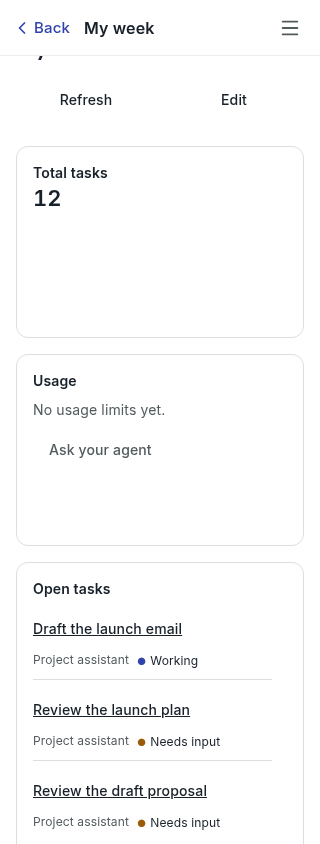 Back My week
Refresh Edit
Total tasks
12
Usage
No usage limits yet.
Ask your agent
Open tasks
Draft the launch email
Project assistant Working
Review the launch plan
Project assistant Needs input
Review the draft proposal
Project assistant Needs input